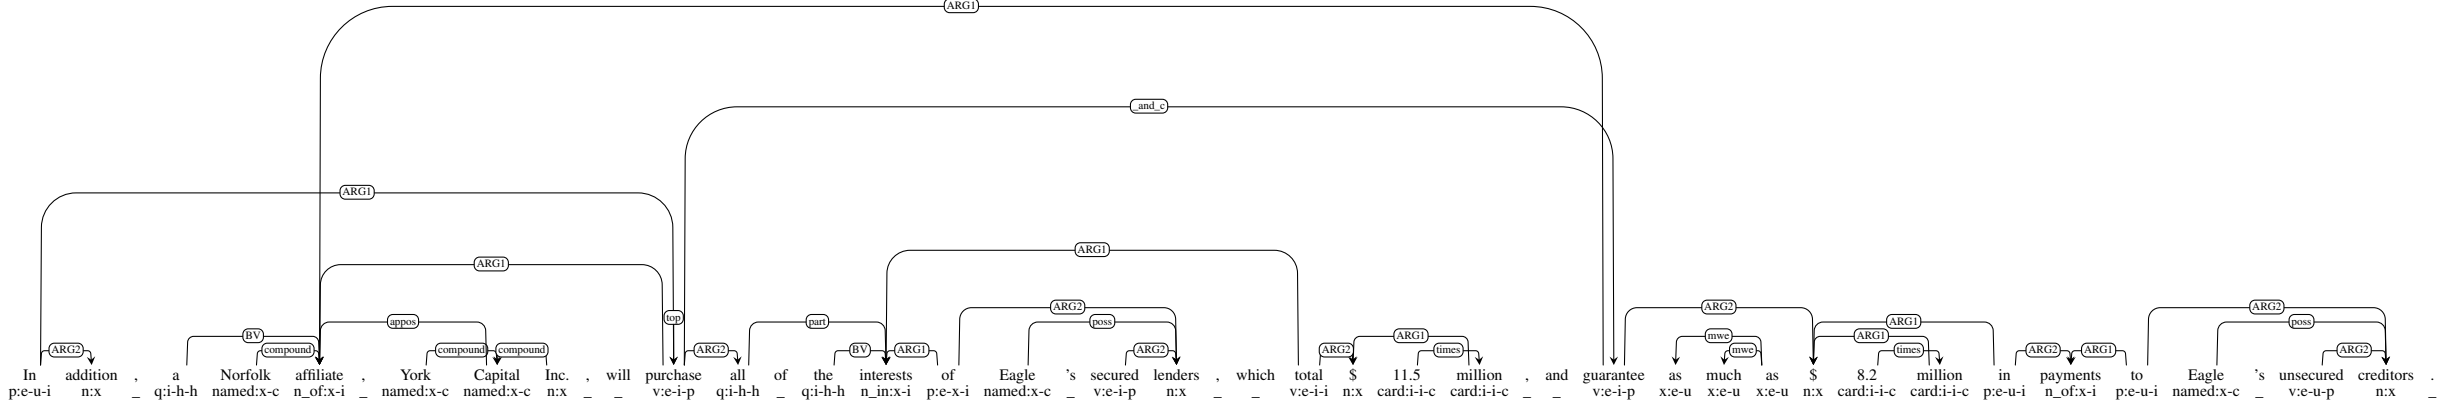 ARG1
_and_c
ARG1
ARG1
ARG1
ARG2 ARG2
top
appos part poss ARG1 poss
BV ARG1 mwe ARG1 ARG1
ARG2 compound compound compound ARG2 BV ARG1 ARG2 ARG2 times mwe times ARG2 ARG1 ARG2
In addition , a Norfolk affiliate , York Capital Inc. , will purchase all of the interests of Eagle 's secured lenders , which total $ 11.5 million , and guarantee as much as $ 8.2 million in payments to Eagle 's unsecured creditors .
p:e-u-i n:x _ q:i-h-h named:x-c n_of:x-i _ named:x-c named:x-c n:x _ _ v:e-i-p q:i-h-h _ q:i-h-h n_in:x-i p:e-x-i named:x-c _ v:e-i-p n:x _ _ v:e-i-i n:x card:i-i-c card:i-i-c _ _ v:e-i-p x:e-u x:e-u x:e-u n:x card:i-i-c card:i-i-c p:e-u-i n_of:x-i p:e-u-i named:x-c _ v:e-u-p n:x _